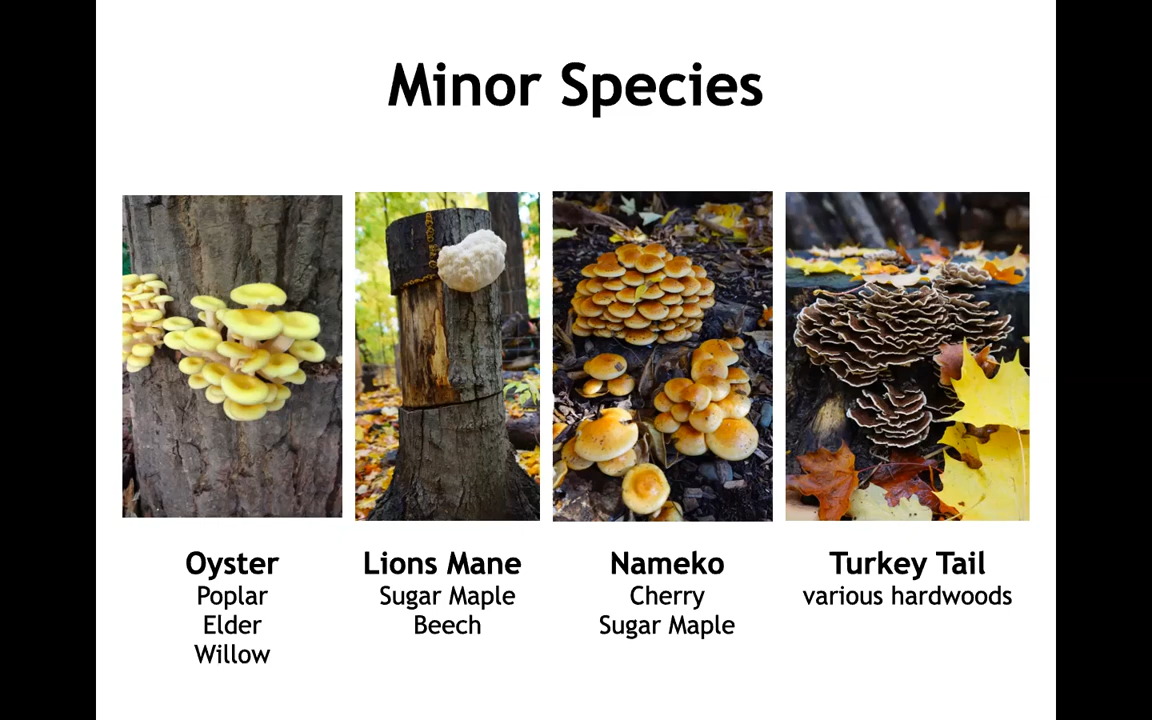 Minor Species
Oyster
Poplar
Elder
Willow
Lions Mane
Sugar Maple
Beech
Nameko
Cherry
Sugar Maple
Turkey Tail
various hardwoods